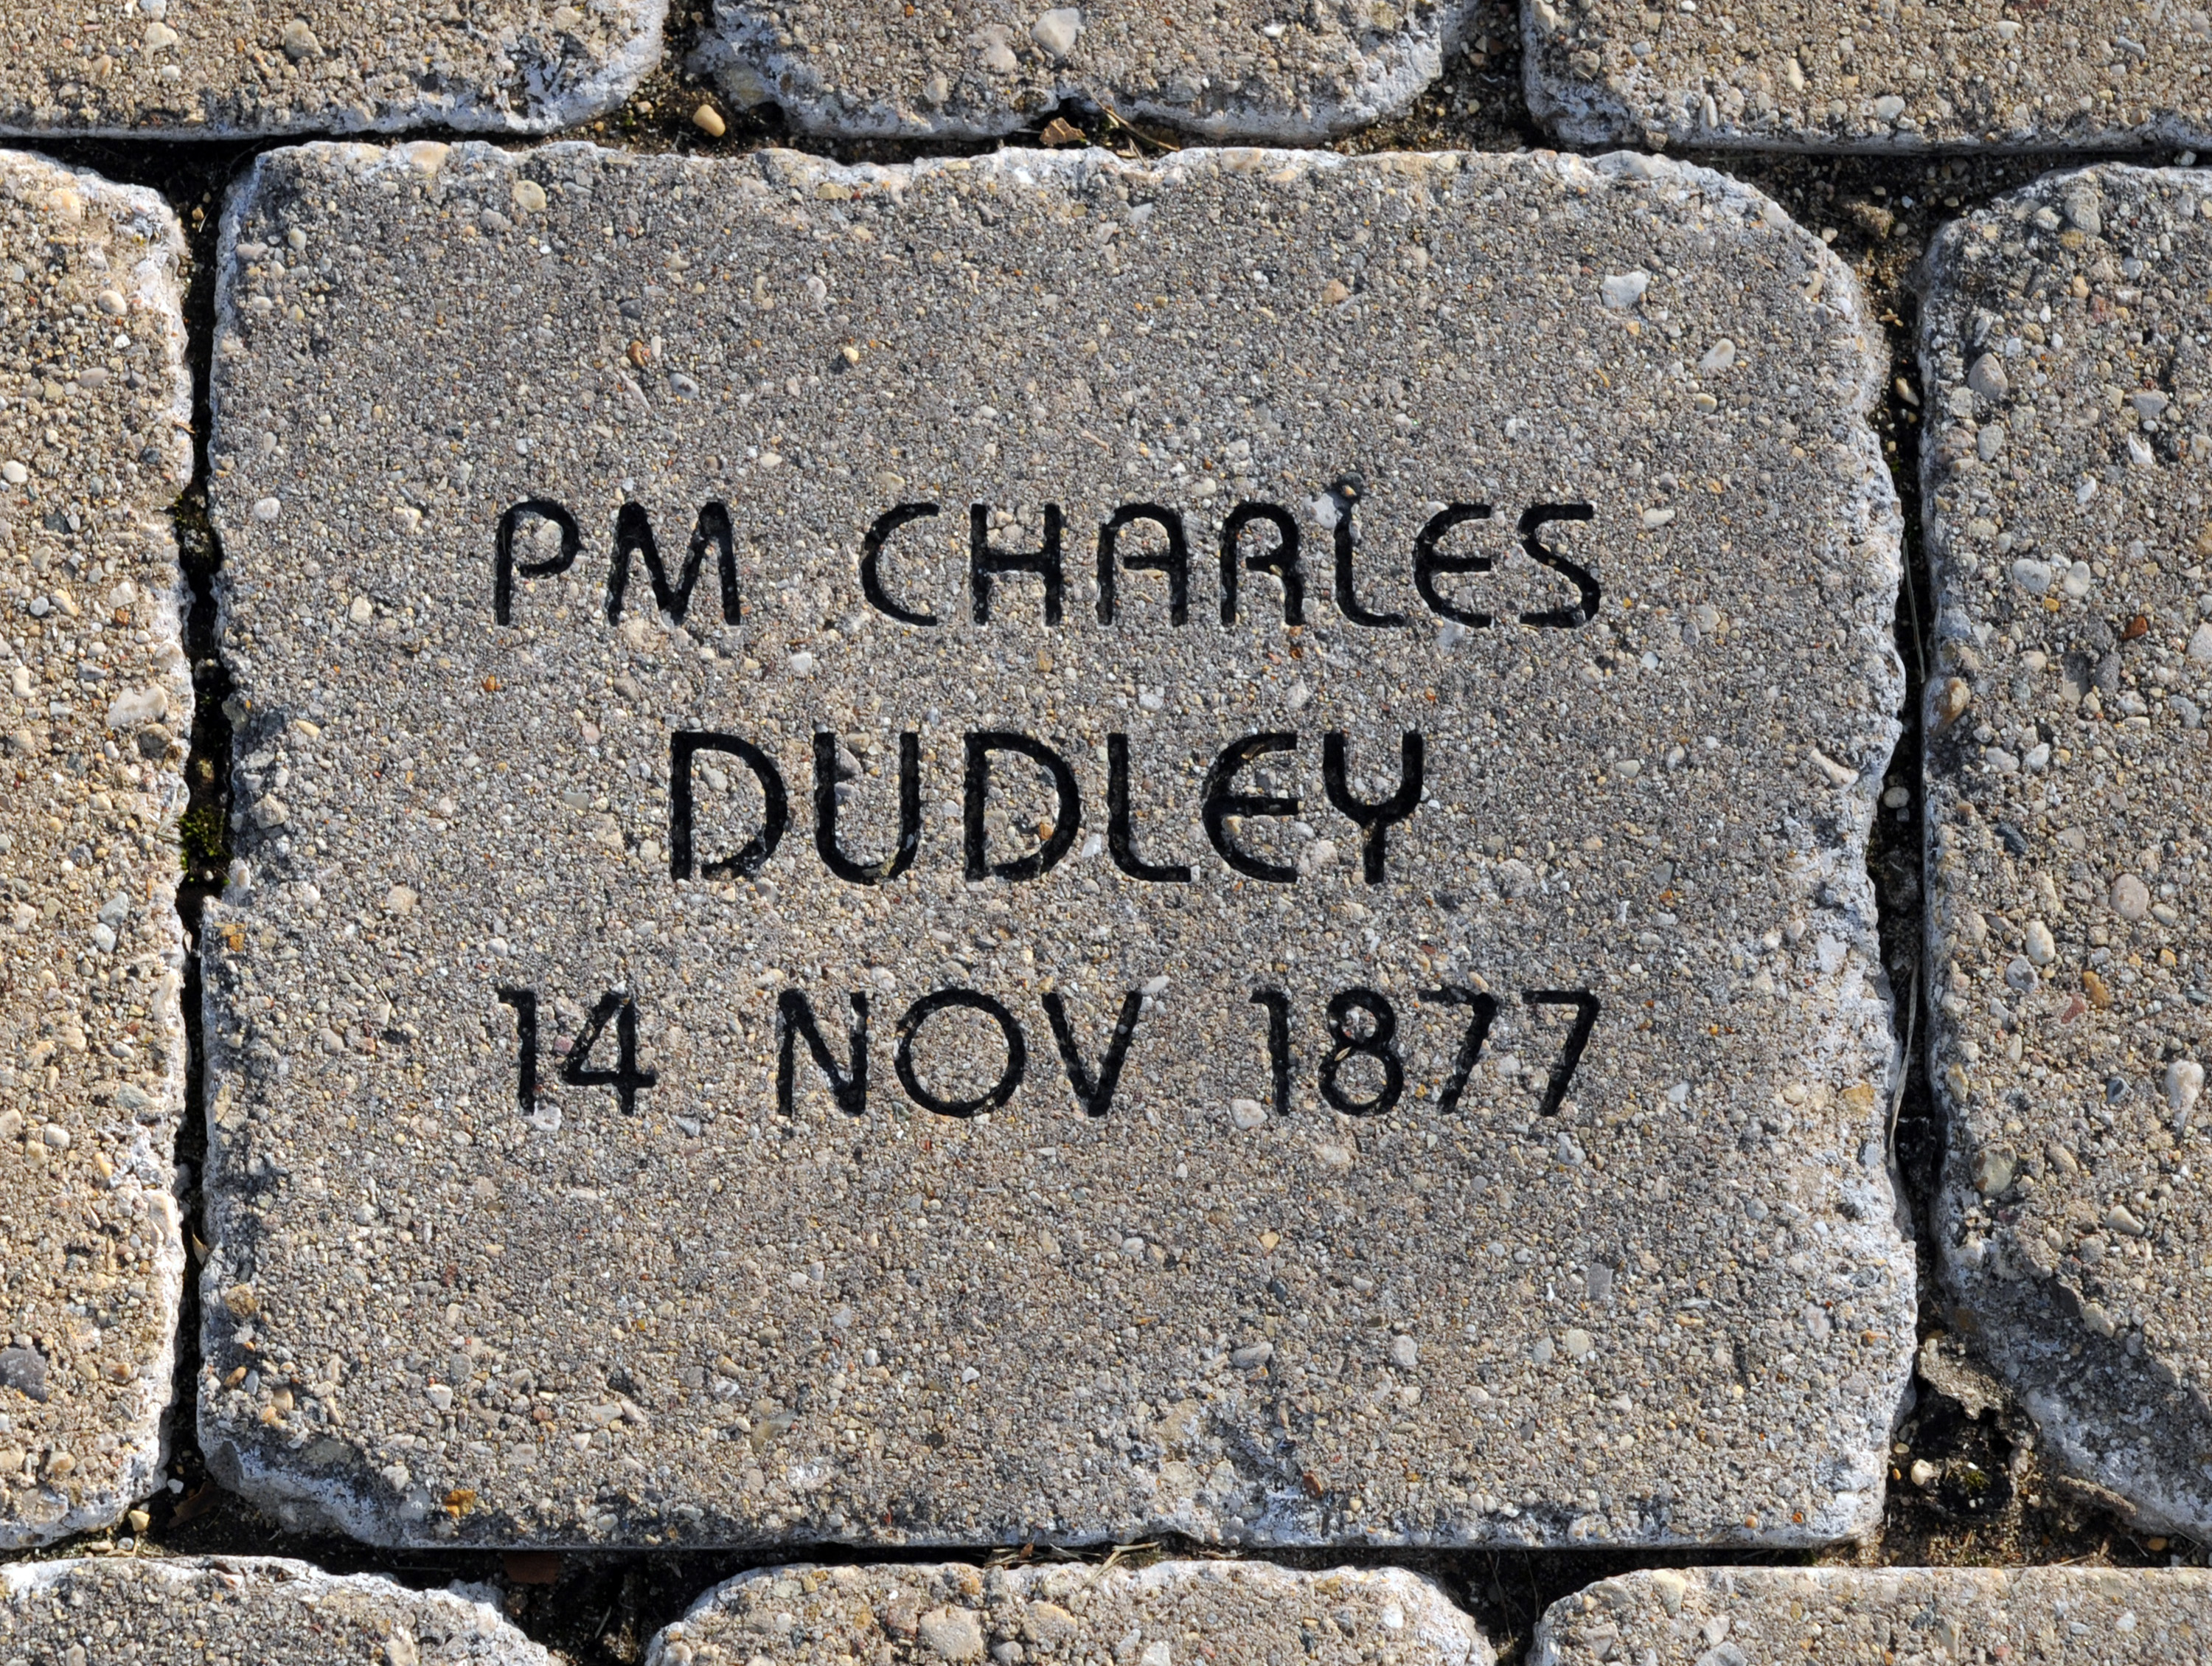 PM CHARLES
DUDLEY
14 NOV 1877